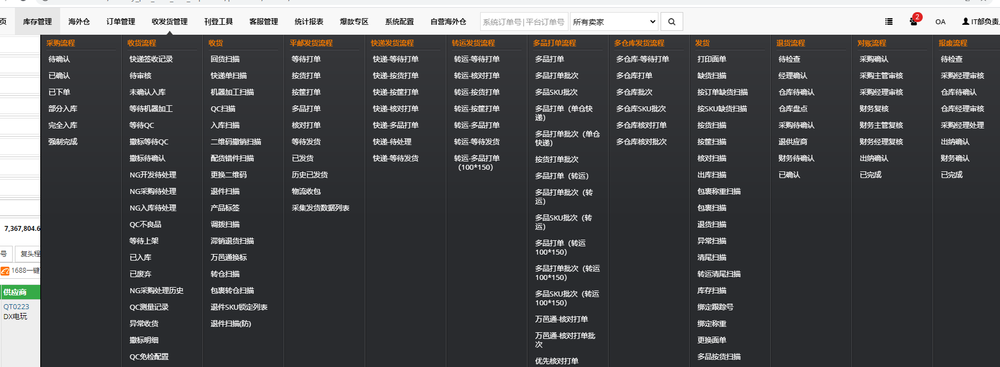 页
库存管理
海外仓
订单管理
收发货管理
刊登工具
客服管理
统计报表
爆款专区
系统配置
自营海外仓
系统订单号|平台订单号
所有卖家
2
OA
IT部负责
采购流程
待确认
已确认
已下单
部分入库
完全入库
强制完成
收货流程
快递签收记录
待审核
未确认入库
等待机器加工
等待QC
撤标等待QC
撤标待确认
NG开发待处理
NG采购待处理
NG入库待处理
QC不良品
等待上架
已入库
已废弃
NG采购处理历史
QC测量记录
异常收货
撤标明细
QC免检配置
收货
回货扫描
快递单扫描
机器加工扫描
QC扫描
入库扫描
二维码撤销扫描
配货错件扫描
更换二维码
退件扫描
产品标签
调拨扫描
滞销退货扫描
万邑通换标
转仓扫描
包裹转仓扫描
退件SKU锁定列表
退件扫描(防)
平邮发货流程
等待打单
按货打单
按筐打单
多品打单
核对打单
等待发货
已发货
历史已发货
物流收包
采集发货数据列表
快递发货流程
快递-等待打单
快递-按货打单
快递-按筐打单
快递-核对打单
快递-多品打单
快递-待处理
快递-等待发货
转运发货流程
转运-等待打单
转运-核对打单
转运-按货打单
转运-按筐打单
转运-多品打单
转运-等待发货
转运-多品打单
（100*150）
多品打单流程
多品打单
多品打单批次
多品SKU批次
多品打单（单仓快
递）
多品打单批次（单仓
快递）
按货打单批次
多品打单（转运）
多品打单批次（转
运）
多品SKU批次（转
运）
多品打单（转运
100*150）
多品打单批次（转运
100*150）
多品SKU批次（转运
100*150）
万邑通-核对打单
万邑通-核对打单批
次
优先核对打单
多仓库发货流程
多仓库-等待打单
多仓库打单
多仓库批次
多仓库SKU批次
多仓库核对打单
多仓库核对批次
发货
打印面单
缺货扫描
按订单缺货扫描
按SKU缺货扫描
按货扫描
按筐扫描
核对扫描
出库扫描
包裹称重扫描
包裹扫描
退货扫描
异常扫描
清尾扫描
转运清尾扫描
库存扫描
绑定跟踪号
绑定称重
更换面单
多品按货扫描
退货流程
待检查
经理确认
仓库待确认
仓库盘点
采购待确认
退供应商
财务待确认
已确认
对账流程
采购确认
采购主管审核
采购经理审核
财务复核
财务主管复核
财务经理复核
出纳确认
已完成
报废流程
待检查
采购经理审核
仓库待确认
仓库经理审核
采购经理处理
出纳确认
财务确认
已完成
7,367,804.6
号
复头程
1688一键
供应商
QT0223
DX电玩